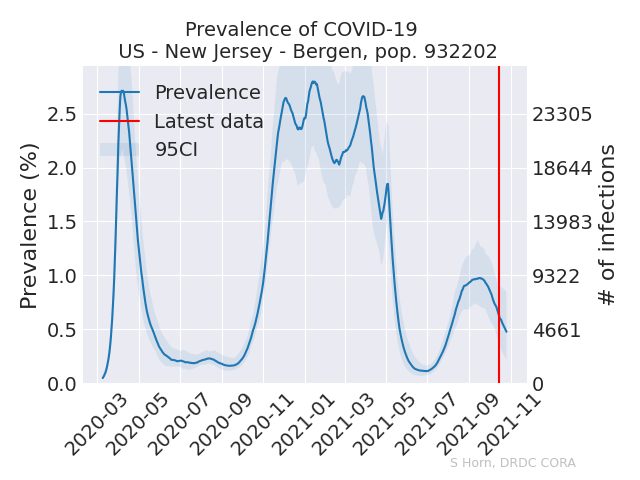 Prevalence of COVID-19
US - New Jersey - Bergen, pop. 932202
Prevalence
Latest data
95CI
Prevalence (%)
2.5
2.0
1.5
1.0
0.5
0.0
23305
18644
13983
9322
4661
0
# of infections
2020-03
2020-05
2020-07
2020-09
2020-11
2021-01
2021-03
2021-05
2021-07
2021-09
2021-11
S Horn, DRDC CORA